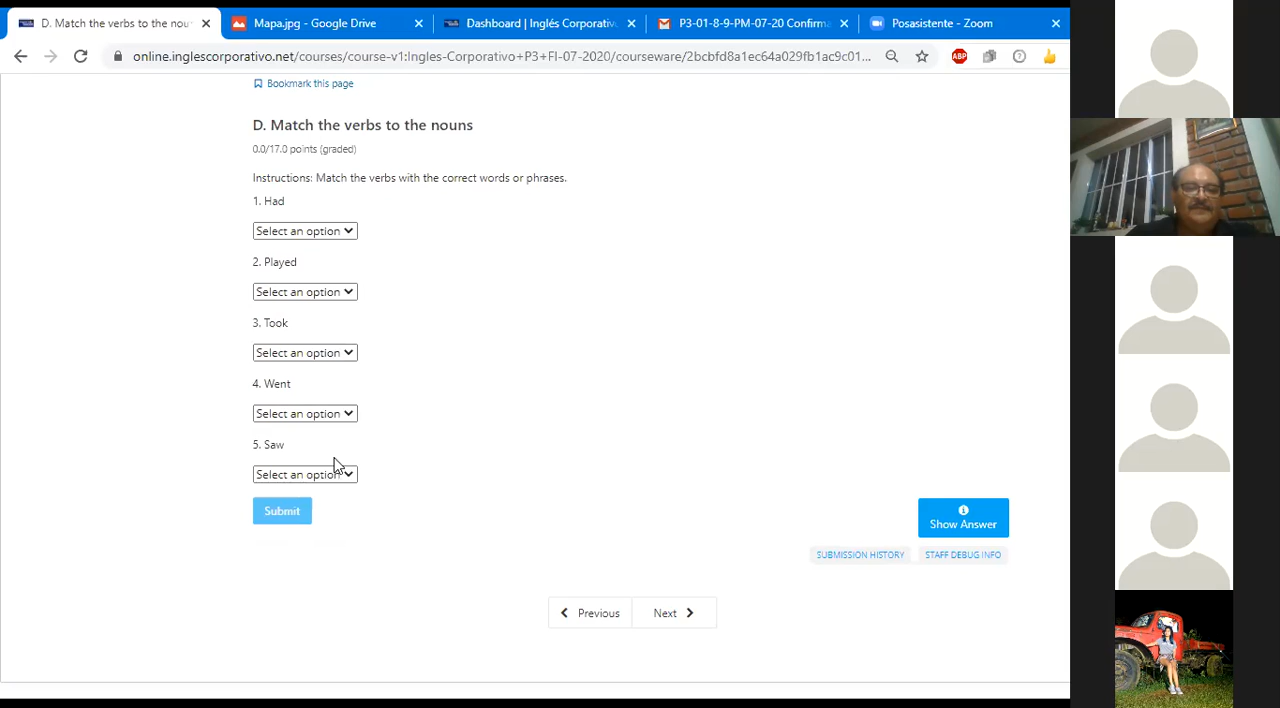 D. Match the verbs to the nou
Mapa.jpg - Google Drive
Dashboard | Inglés Corporativ
P3-01-8-9-PM-07-20 Confirma
Posasistente - Zoom
online.inglescorporativo.net/courses/course-v1:Ingles-Corporativo+P3+FI-07-2020/courseware/2bcbfd8a1ec64a029fb1ac9c01...
ABP
Bookmark this page
D. Match the verbs to the nouns
0.0/17.0 points (graded)
Instructions: Match the verbs with the correct words or phrases.
1. Had
Select an option
2. Played
Select an option
3. Took
Select an option
4. Went
Select an option
5. Saw
Select an option
Submit
Show Answer
SUBMISSION HISTORY
STAFF DEBUG INFO
Previous
Next